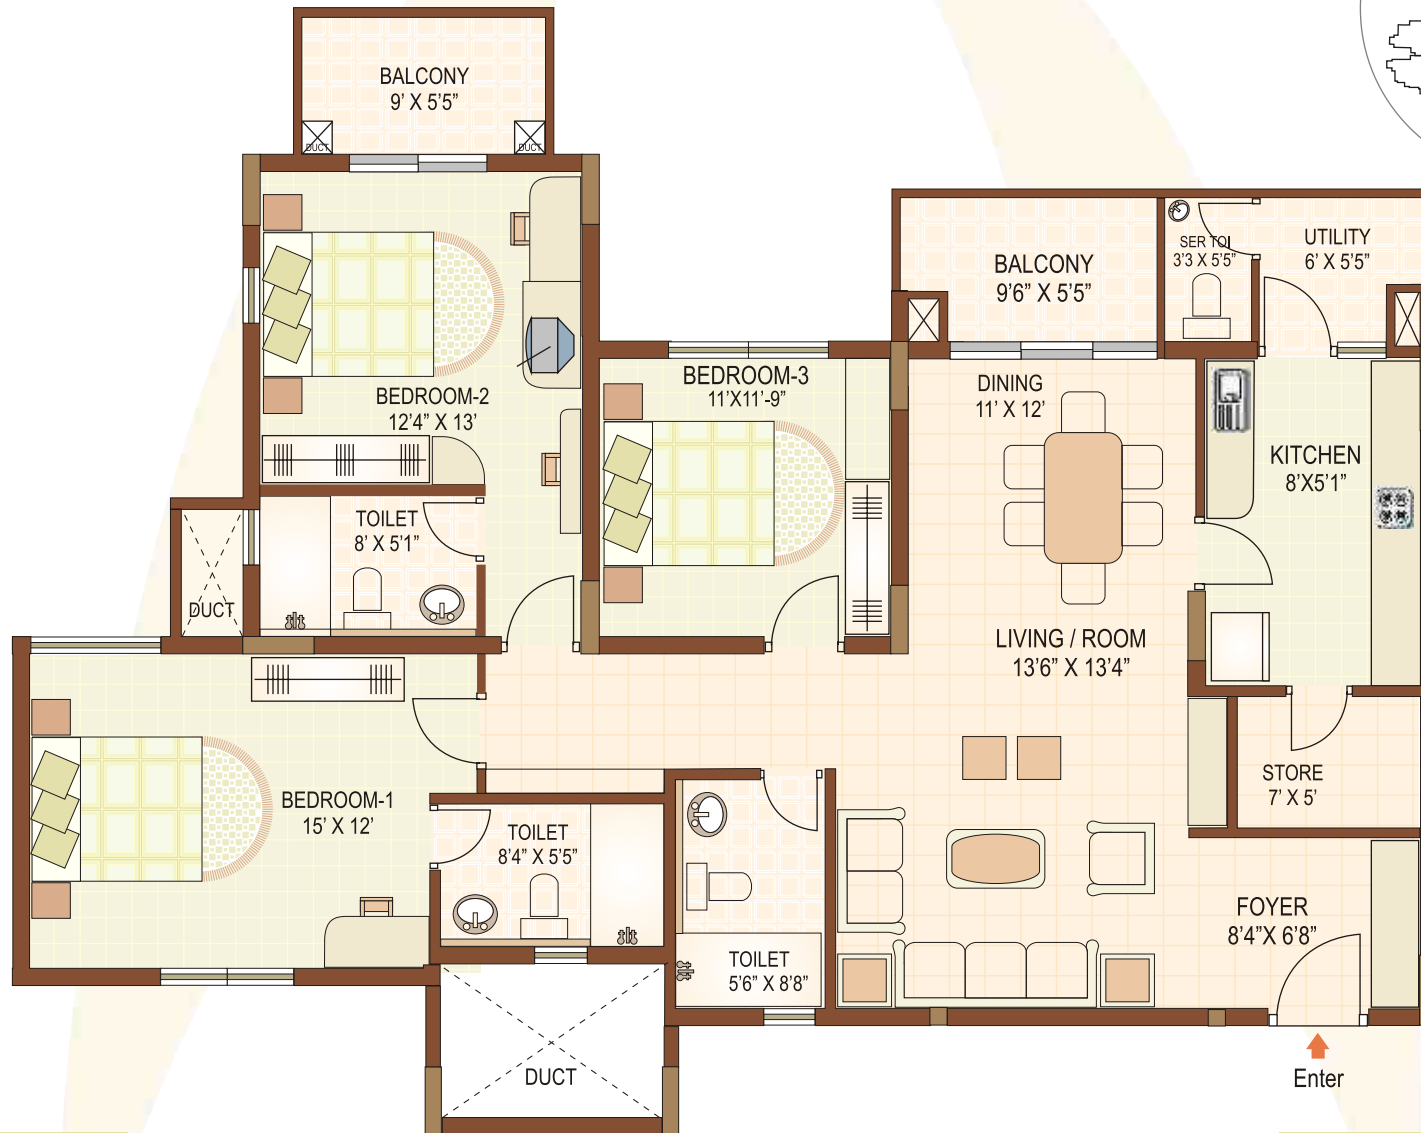 BALCONY
9' X 5'5”
DUCT
DUCT
BEDROOM-2
12'4” X 13'
BALCONY
9'6” X 5'5”
SER TOI
3'3 X 5'5”
UTILITY
6' X 5'5”
BEDROOM-3
11'X11'-9”
DINING
11' X 12'
KITCHEN
8'X5'1”
TOILET
8' X 5'1”
DUCT
LIVING / ROOM
13'6” X 13'4”
BEDROOM-1
15' X 12'
STORE
7' X 5'
TOILET
8'4” X 5'5”
FOYER
8'4”X 6'8”
TOILET
5'6” X 8'8”
DUCT
Enter